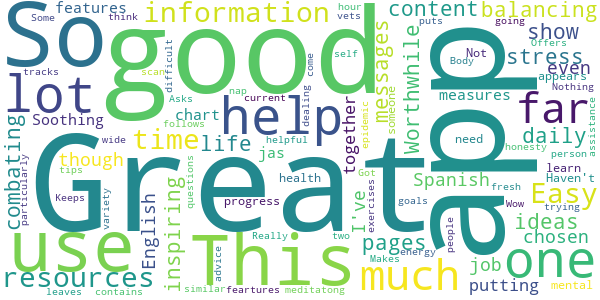 Some
features
So
think
good
information
hour
vets
content
balancing
puts
going
Offers
Not
show
stress
Body
even
appears
Nothing
tracks
lot
scan
difficult
Asks
self
nap
come
dealing
current
messages
someone
Worthwhile
app
measures
far
assistance
Soothing
chart
follows
help
epidemic
combating
particularly
wide
time
life
helpful
together
need
daily
honesty
person
though
tips
jas
questions
health
Got
exercises
Spanish
learn
Haven't
Keeps
variety
English
inspiring
Great
progress
I've
goals
fresh
Easy
trying
Wow
ideas
people
chosen
use
This
Really
two
pages
energy
Makes
much
job
one
resources
advice
similar
feartures
meditatong
putting
mental
leaves
contains